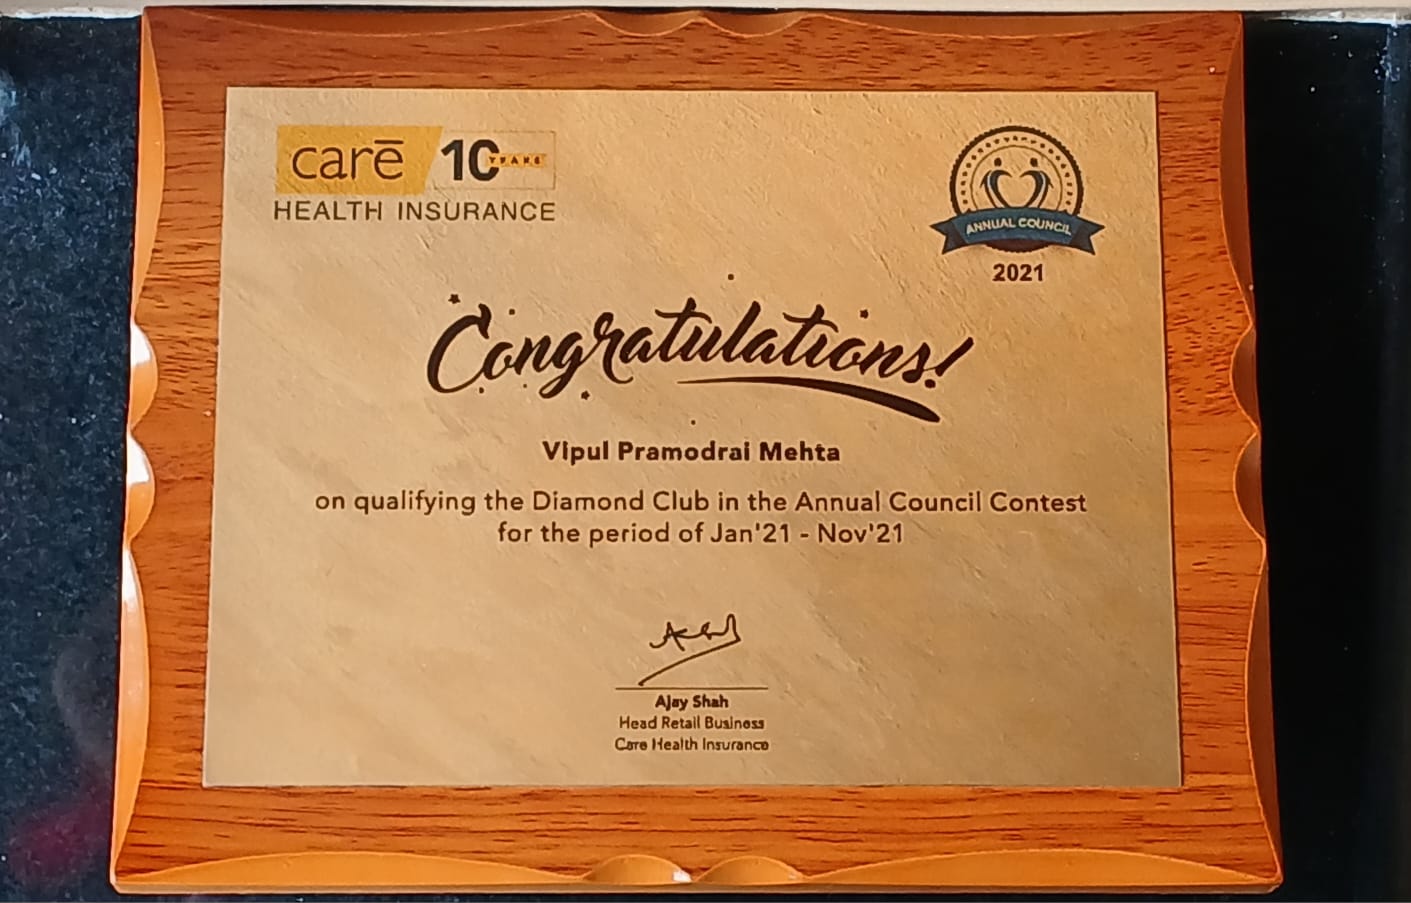 carē 10 YEARS
HEALTH INSURANCE
ANNUAL COUNCIL
2021
Congratulations!
Vipul Pramodrai Mehta
on qualifying the Diamond Club in the Annual Council Contest
for the period of Jan'21 - Nov'21
Ajay Shah
Head Retail Business
Care Health Insurance